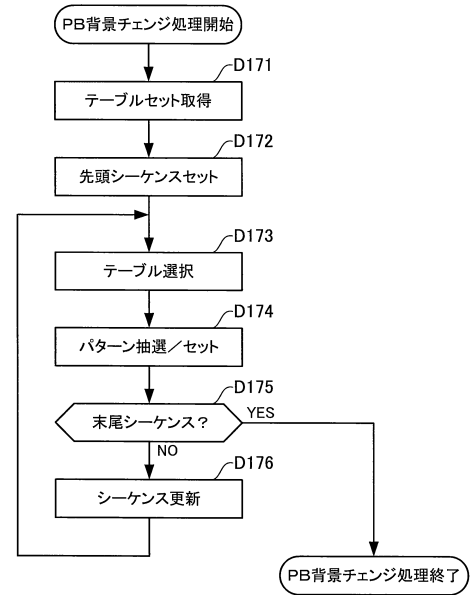 PB背景チェンジ処理開始
D171
テーブルセット取得
D172
先頭シーケンスセット
D173
テーブル選択
D174
パターン抽選／セット
D175
末尾シーケンス？
YES
NO
D176
シーケンス更新
PB背景チェンジ処理終了